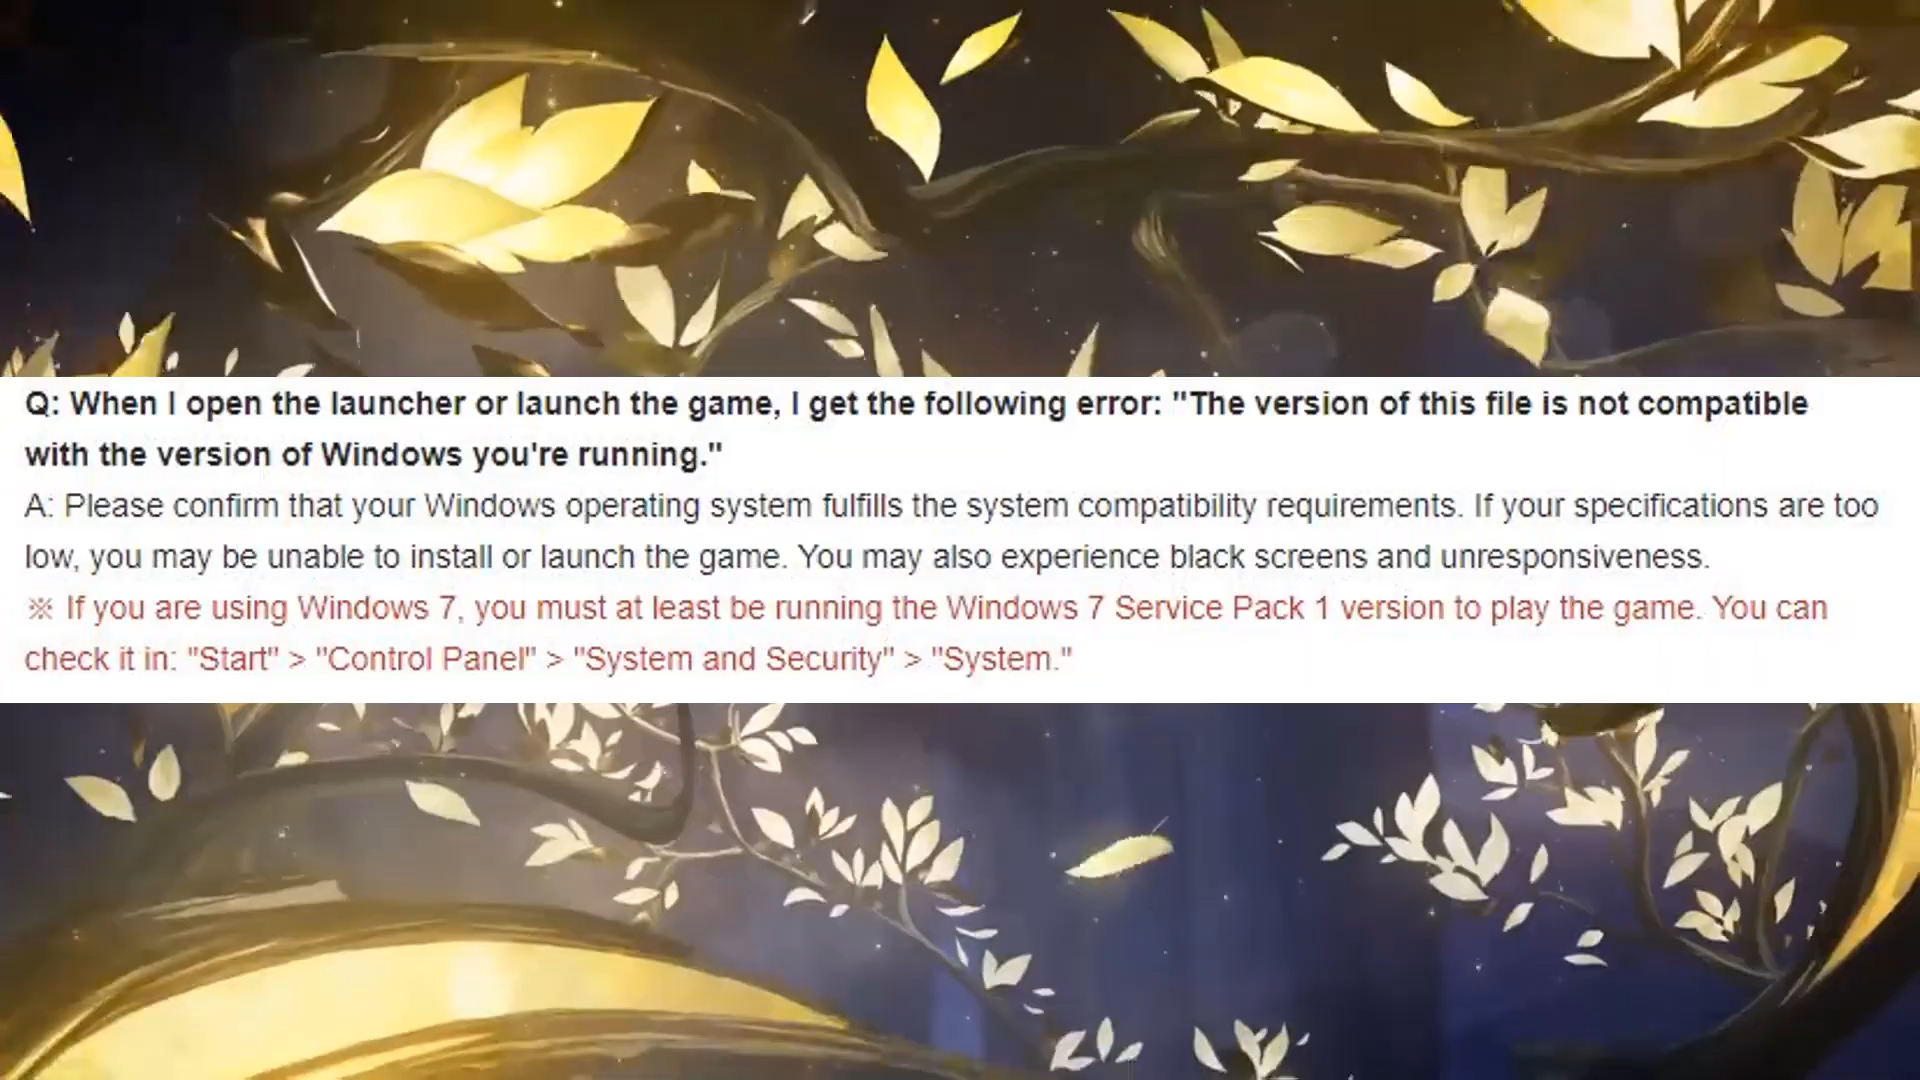 Q: When I open the launcher or launch the game, I get the following error: "The version of this file is not compatible
with the version of Windows you're running."
A: Please confirm that your Windows operating system fulfills the system compatibility requirements. If your specifications are too
low, you may be unable to install or launch the game. You may also experience black screens and unresponsiveness.
※ If you are using Windows 7, you must at least be running the Windows 7 Service Pack 1 version to play the game. You can
check it in: "Start" > "Control Panel" > "System and Security" > "System."